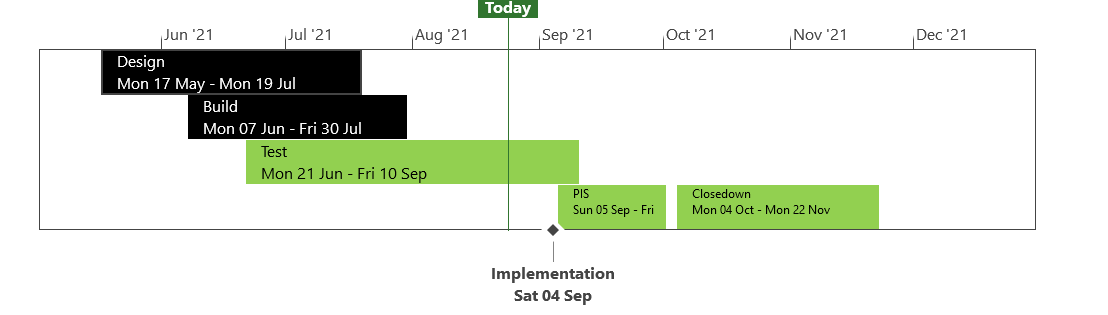 Today
Jun '21
Jul '21
Aug '21
Sep '21
Oct '21
Nov '21
Dec '21
Design
Mon 17 May - Mon 19 Jul
Build
Mon 07 Jun - Fri 30 Jul
Test
Mon 21 Jun - Fri 10 Sep
PIS
Sun 05 Sep - Fri
Closedown
Mon 04 Oct - Mon 22 Nov
Implementation
Sat 04 Sep